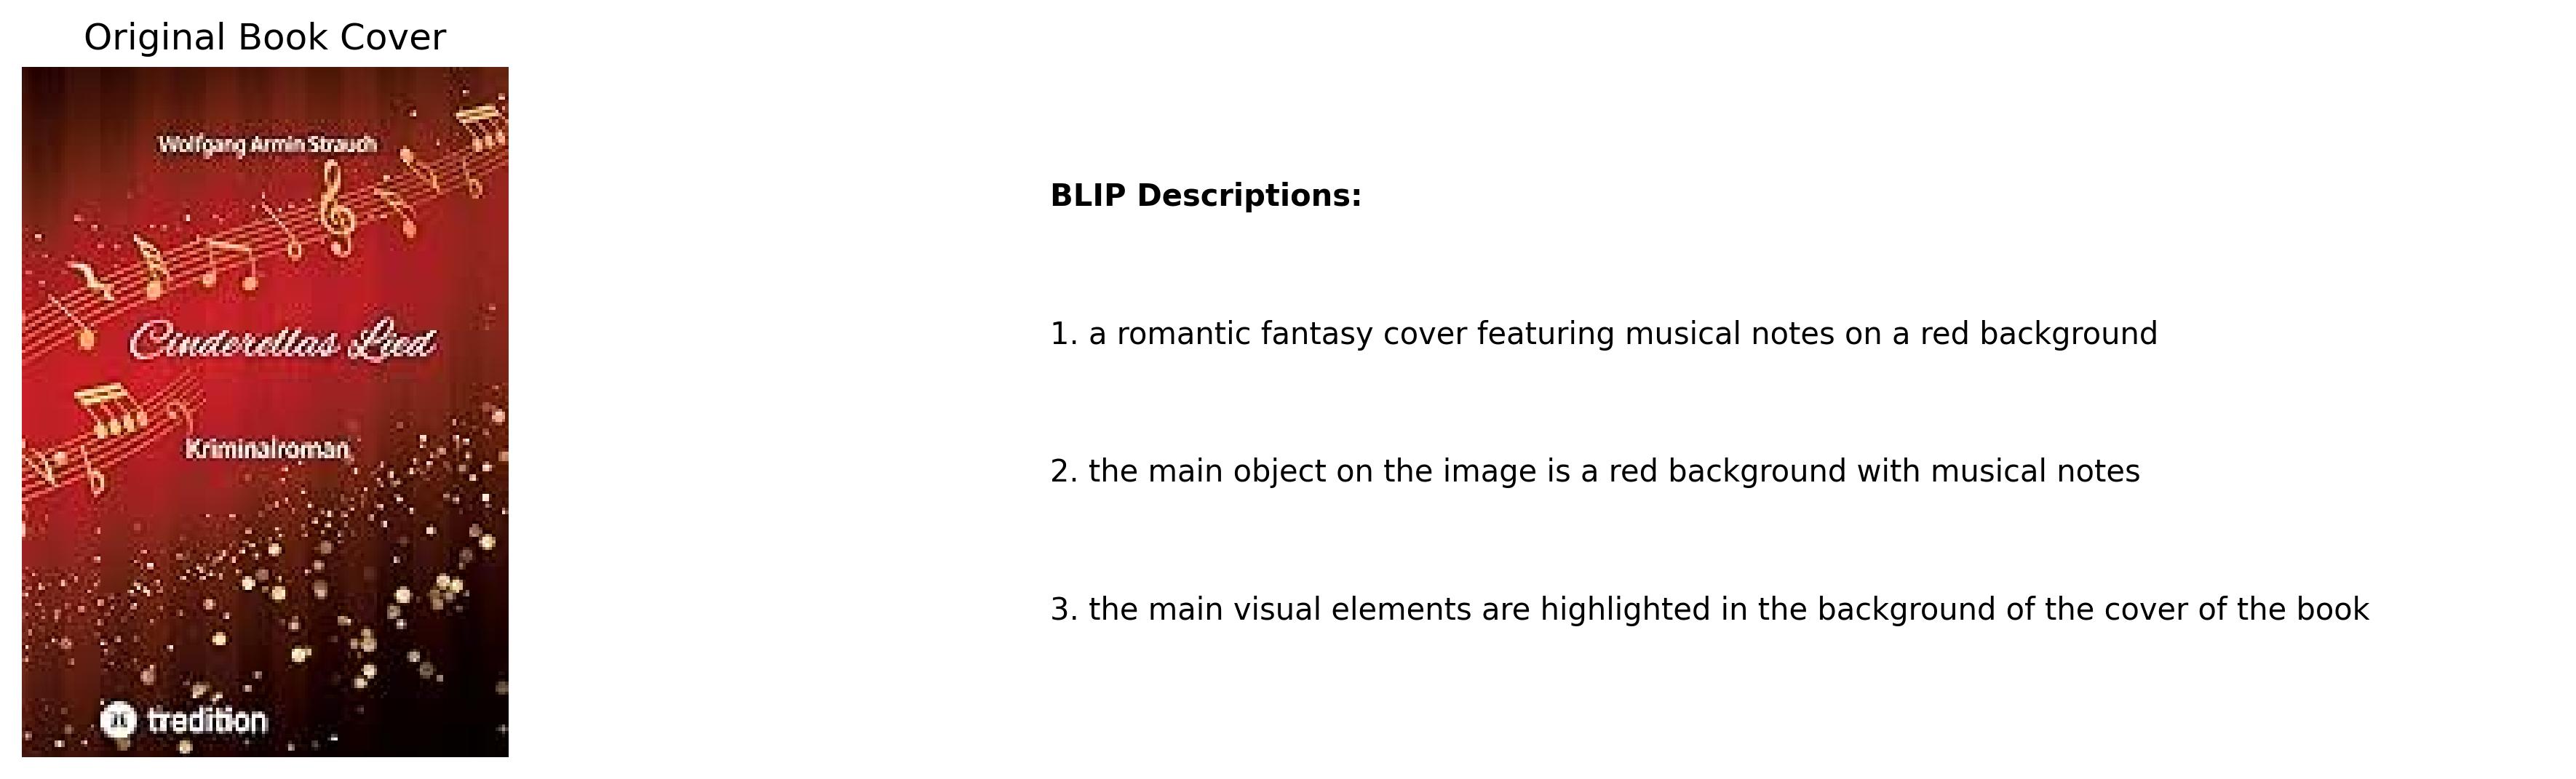 Original Book Cover
Wolfgang Armin Strauch
Cinderellas Lied
Kriminalroman
tredition
BLIP Descriptions:
1. a romantic fantasy cover featuring musical notes on a red background
2. the main object on the image is a red background with musical notes
3. the main visual elements are highlighted in the background of the cover of the book